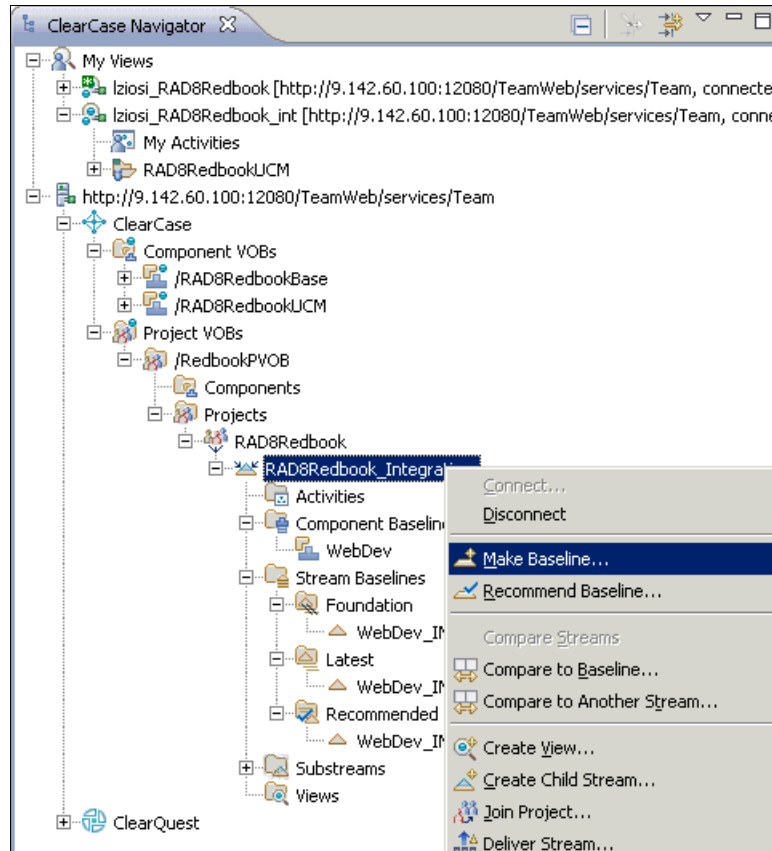 ClearCase Navigator
My Views
lziosi_RAD8Redbook [http://9.142.60.100:12080/TeamWeb/services/Team, connecte
lziosi_RAD8Redbook_int [http://9.142.60.100:12080/TeamWeb/services/Team, conne
My Activities
RAD8RedbookUCM
http://9.142.60.100:12080/TeamWeb/services/Team
ClearCase
Component VOBs
/RAD8RedbookBase
/RAD8RedbookUCM
Project VOBs
/RedbookPVOB
Components
Projects
RAD8Redbook
RAD8Redbook_Integrati
Connect...
Activities
Disconnect
Component Baselin
WebDev
Make Baseline...
Stream Baselines
Recommend Baseline...
Foundation
WebDev_IN
Compare Streams
Latest
Compare to Baseline...
WebDev_IN
Compare to Another Stream...
Recommended
WebDev_IN
Create View...
Substreams
Create Child Stream...
Views
Join Project...
ClearQuest
Deliver Stream...